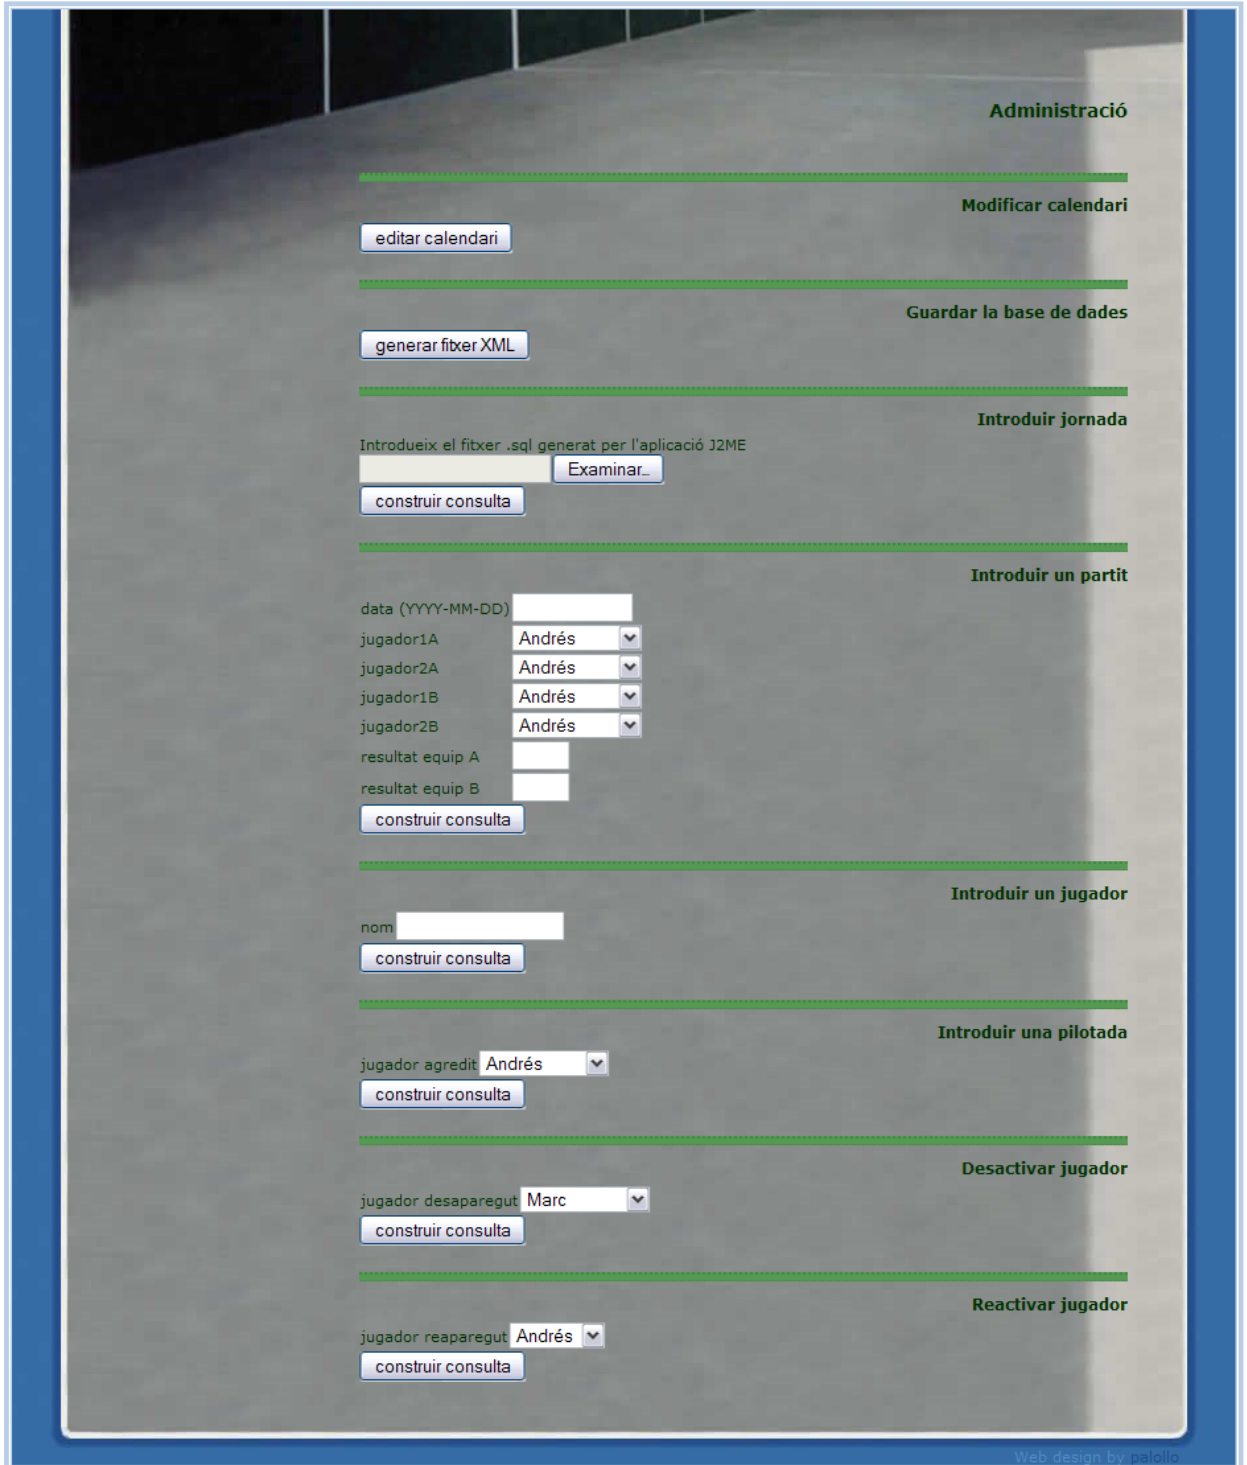 Administració
Modificar calendari
editar calendari
Guardar la base de dades
generar fitxer XML
Introduir jornada
Introdueix el fitxer .sql generat per l'aplicació J2ME
Examinar...
construir consulta
Introduir un partit
data (YYYY-MM-DD)
jugador1A Andrés
jugador2A Andrés
jugador1B Andrés
jugador2B Andrés
resultat equip A
resultat equip B
construir consulta
Introduir un jugador
nom
construir consulta
Introduir una pilotada
jugador agredit Andrés
construir consulta
Desactivar jugador
jugador desaparegut Marc
construir consulta
Reactivar jugador
jugador reaparegut Andrés
construir consulta
Web design by palollo